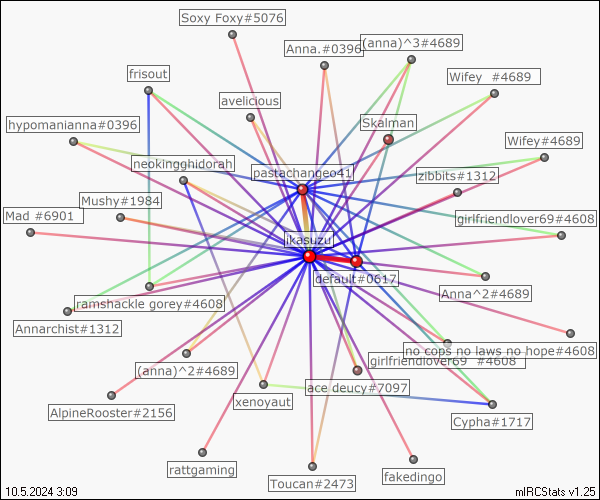 Soxy Foxy#5076
Anna.#0396
(anna)^3#4689
frisout
Wifey #4689
avelicious
hypomanianna#0396
Skalman
Wifey#4689
neokingghidorah
pastachangeo41
zibbits#1312
Mushy#1984
Mad #6901
girlfriendlover69#4608
ikasuzu
default#0617
Anna^2#4689
ramshackle gorey#4608
Annarchist#1312
no cops no laws no hope#4608
girlfriendlover69 #4608
(anna)^2#4689
ace deucy#7097
xenoyaut
AlpineRooster#2156
Cypha#1717
rattgaming
Toucan#2473
fakedingo
10.5.2024 3:09
mIRCStats v1.25